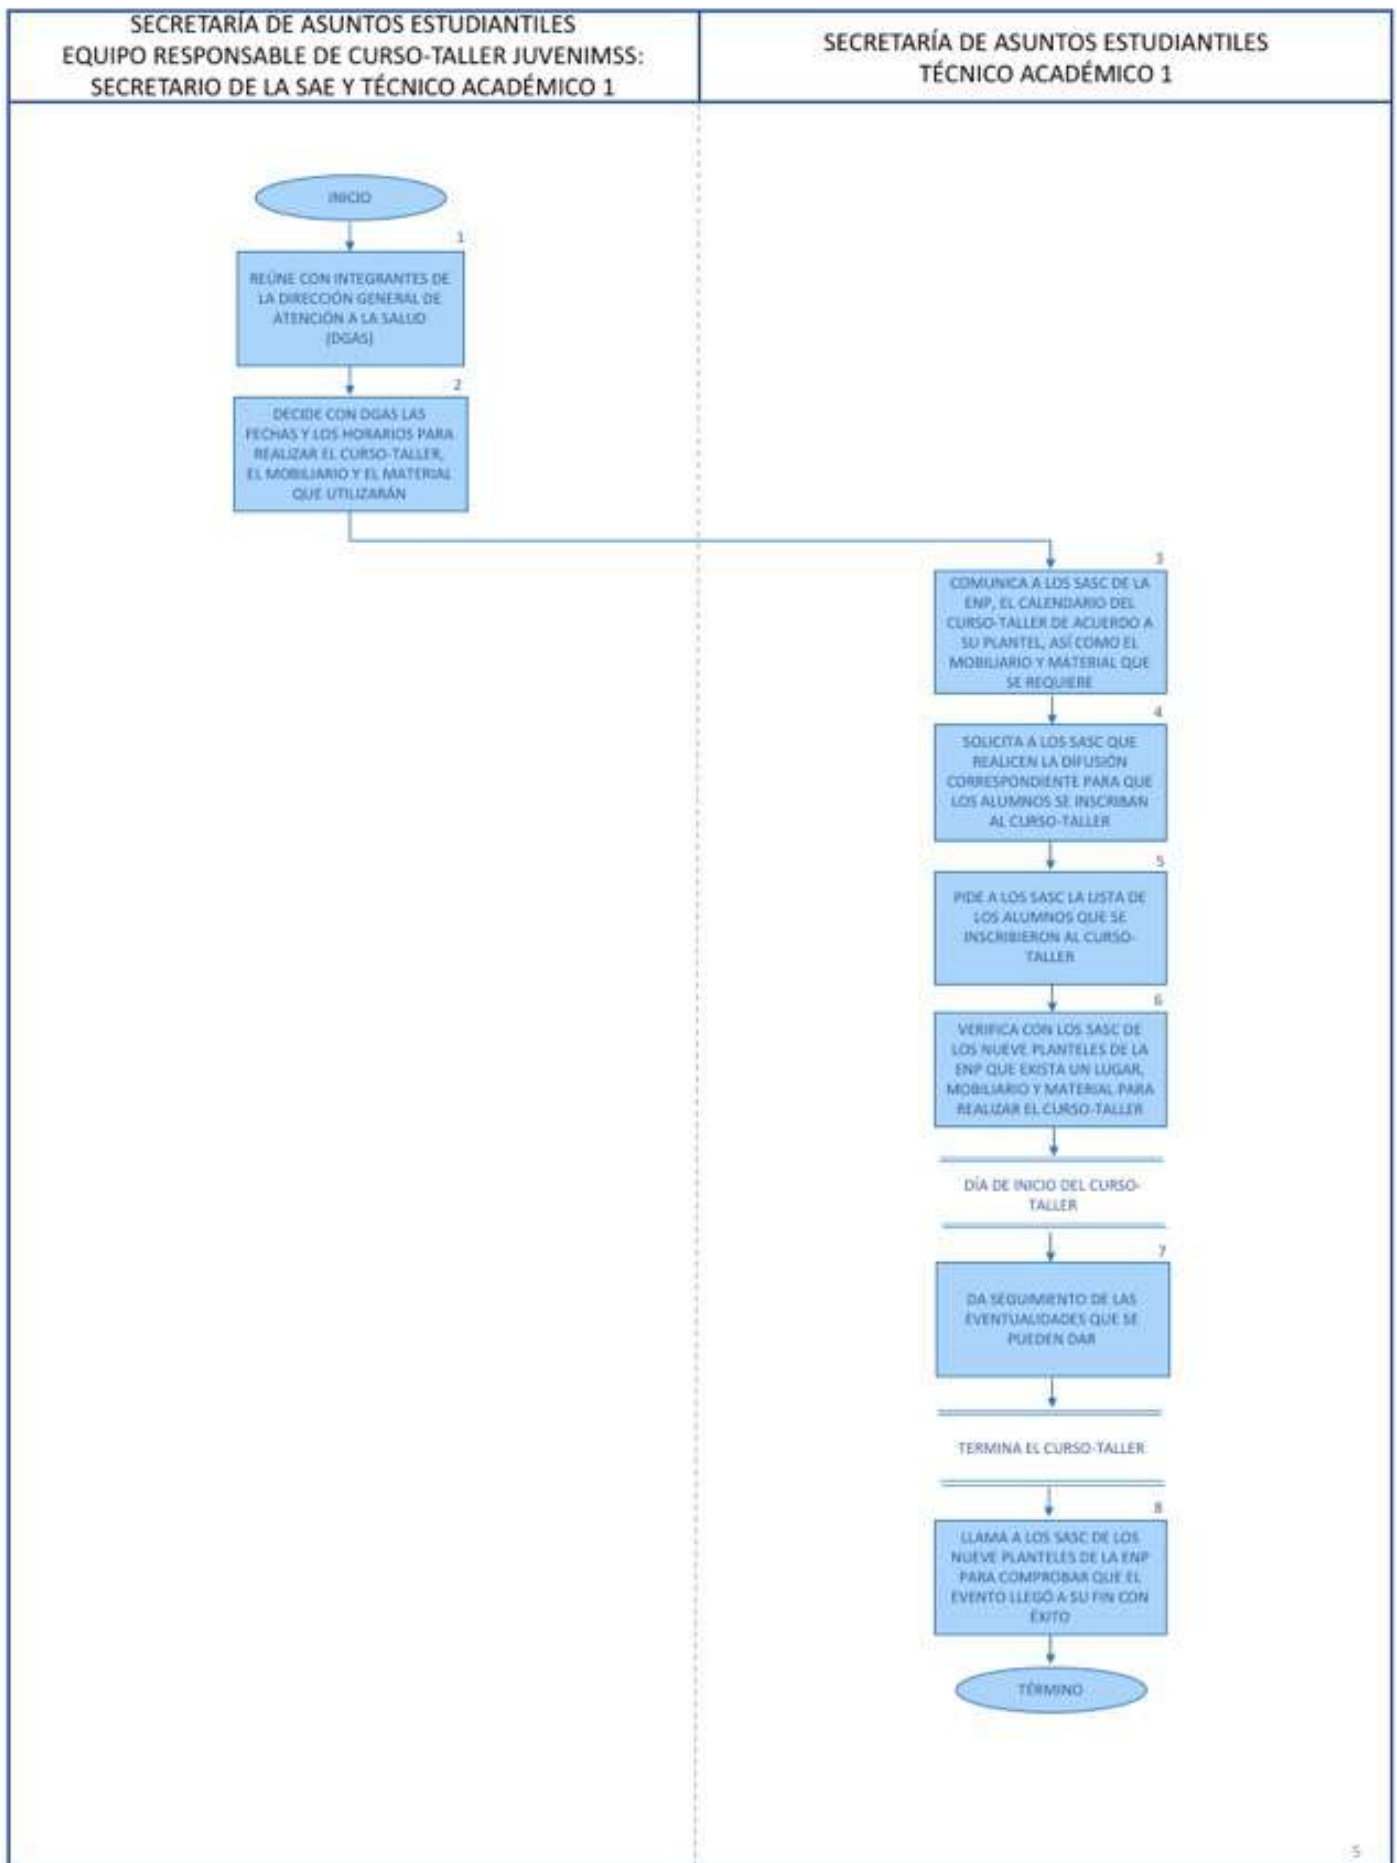 SECRETARÍA DE ASUNTOS ESTUDIANTILES
EQUIPO RESPONSABLE DE CURSO-TALLER JUVENIMSS:
SECRETARIO DE LA SAE Y TÉCNICO ACADÉMICO 1
SECRETARÍA DE ASUNTOS ESTUDIANTILES
TÉCNICO ACADÉMICO 1
INICIO
1
REÚNE CON INTEGRANTES DE
LA DIRECCIÓN GENERAL DE
ATENCIÓN A LA SALUD
(DGAS)
2
DECIDE CON DGAS LAS
FECHAS Y LOS HORARIOS PARA
REALIZAR EL CURSO-TALLER,
EL MOBILIARIO Y EL MATERIAL
QUE UTILIZARÁN
3
COMUNICA A LOS SASC DE LA
ENP, EL CALENDARIO DEL
CURSO-TALLER DE ACUERDO A
SU PLANTEL, ASÍ COMO EL
MOBILIARIO Y MATERIAL QUE
SE REQUIERE
4
SOLICITA A LOS SASC QUE
REALICEN LA DIFUSIÓN
CORRESPONDIENTE PARA QUE
LOS ALUMNOS SE INSCRIBAN
AL CURSO-TALLER
5
PIDE A LOS SASC LA LISTA DE
LOS ALUMNOS QUE SE
INSCRIBIERON AL CURSO-
TALLER
6
VERIFICA CON LOS SASC DE
LOS NUEVE PLANTELES DE LA
ENP QUE EXISTA UN LUGAR,
MOBILIARIO Y MATERIAL PARA
REALIZAR EL CURSO-TALLER
DÍA DE INICIO DEL CURSO-
TALLER
7
DA SEGUIMIENTO DE LAS
EVENTUALIDADES QUE SE
PUEDEN DAR
TERMINA EL CURSO-TALLER
8
LLAMA A LOS SASC DE LOS
NUEVE PLANTELES DE LA ENP
PARA COMPROBAR QUE EL
EVENTO LLEGÓ A SU FIN CON
ÉXITO
TÉRMINO
5